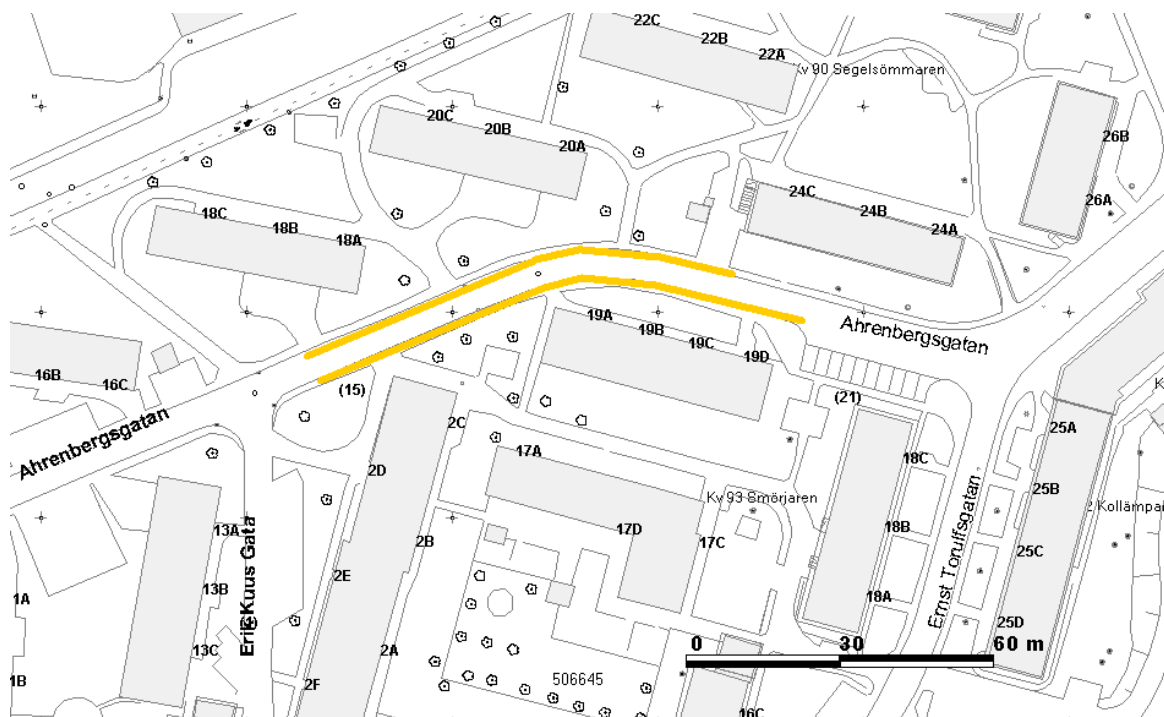 22C
22B
22A
Kv 90 Segelsömmaren
20C
20B
20A
26B
26A
24C
24B
24A
18C
18B
18A
19A
19B
19C
19D
Ahrenbergsgatan
16B
16C
(15)
(21)
Ahrenbergsgatan
2C
2D
17A
25A
18C
25B
Kv 93 Smörjaren
Kollämpa
13A
17D
17C
18B
2B
25C
Erik Kuus Gata
Ernst Torulfsgatan
2E
13B
1A
18A
25D
13C
2A
0 30 60 m
1B
2F
506645
16C